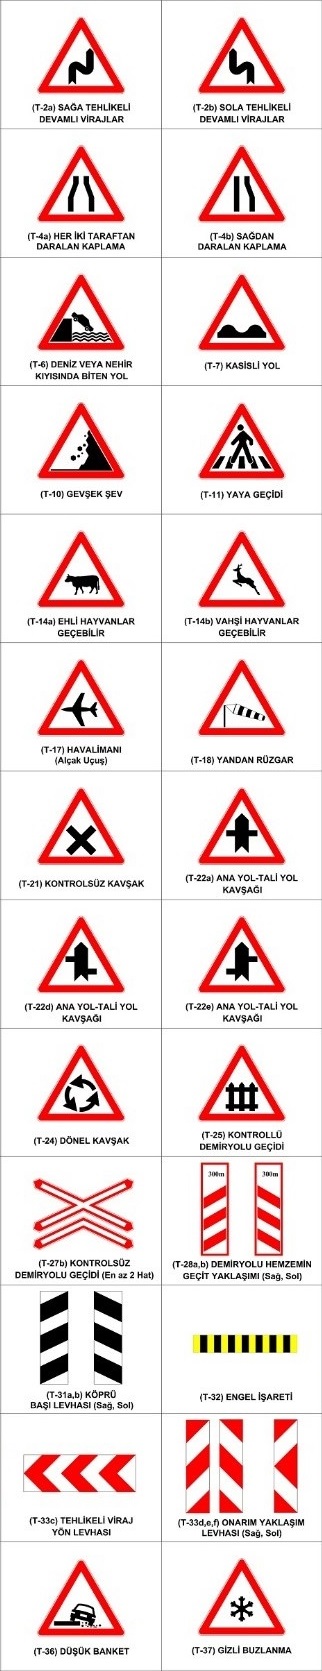 (T-2a) SAĞA TEHLİKELİ
DEVAMLI VİRAJLAR
(T-2b) SOLA TEHLİKELİ
DEVAMLI VİRAJLAR
(T-4a) HER İKİ TARAFTAN
DARALAN KAPLAMA
(T-4b) SAĞDAN
DARALAN KAPLAMA
(T-6) DENİZ VEYA NEHİR
KIYISINDA BİTEN YOL
(T-7) KASİSLİ YOL
(T-10) GEVŞEK ŞEV
(T-11) YAYA GEÇİDİ
(T-14a) EHLİ HAYVANLAR
GEÇEBİLİR
(T-14b) VAHŞİ HAYVANLAR
GEÇEBİLİR
(T-17) HAVALİMANI
(Alçak Uçuş)
(T-18) YANDAN RÜZGAR
(T-21) KONTROLSÜZ KAVŞAK
(T-22a) ANA YOL-TALİ YOL
KAVŞAĞI
(T-22d) ANA YOL-TALİ YOL
KAVŞAĞI
(T-22e) ANA YOL-TALİ YOL
KAVŞAĞI
(T-24) DÖNEL KAVŞAK
(T-25) KONTROLLÜ
DEMİRYOLU GEÇİDİ
(T-27b) KONTROLSÜZ
DEMİRYOLU GEÇİDİ (En az 2 Hat)
300m 300m
(T-28a,b) DEMİRYOLU HEMZEMİN
GEÇİT YAKLAŞIMI (Sağ, Sol)
(T-31a,b) KÖPRÜ
BAŞI LEVHASI (Sağ, Sol)
(T-32) ENGEL İŞARETİ
(T-33c) TEHLİKELİ VİRAJ
YÖN LEVHASI
(T-33d,e,f) ONARIM YAKLAŞIM
LEVHASI (Sağ, Sol)
(T-36) DÜŞÜK BANKET
(T-37) GİZLİ BUZLANMA